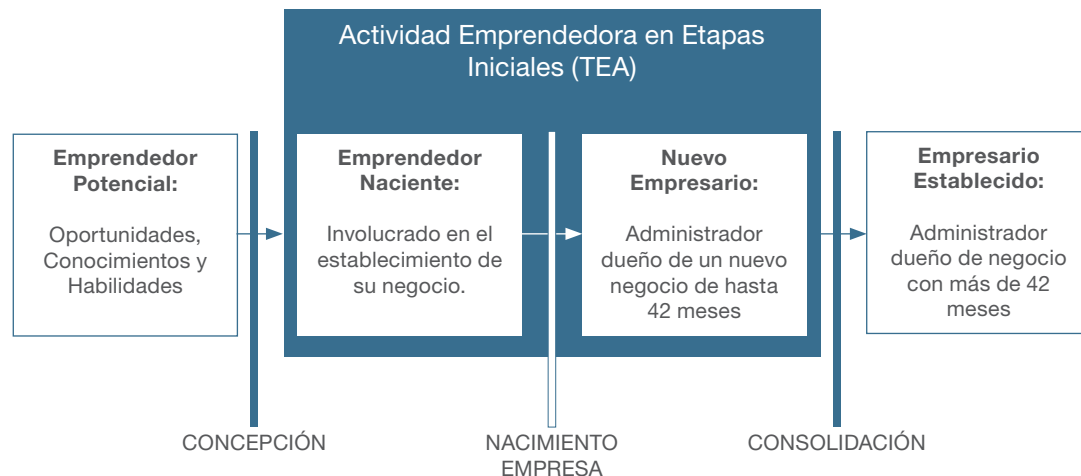 Actividad Emprendedora en Etapas
Iniciales (TEA)
Emprendedor
Potencial:
Oportunidades,
Conocimientos y
Habilidades
Emprendedor
Naciente:
Involucrado en el
establecimiento de
su negocio.
Nuevo
Empresario:
Administrador
dueño de un nuevo
negocio de hasta
42 meses
Empresario
Establecido:
Administrador
dueño de negocio
con más de 42
meses
CONCEPCIÓN
NACIMIENTO
EMPRESA
CONSOLIDACIÓN